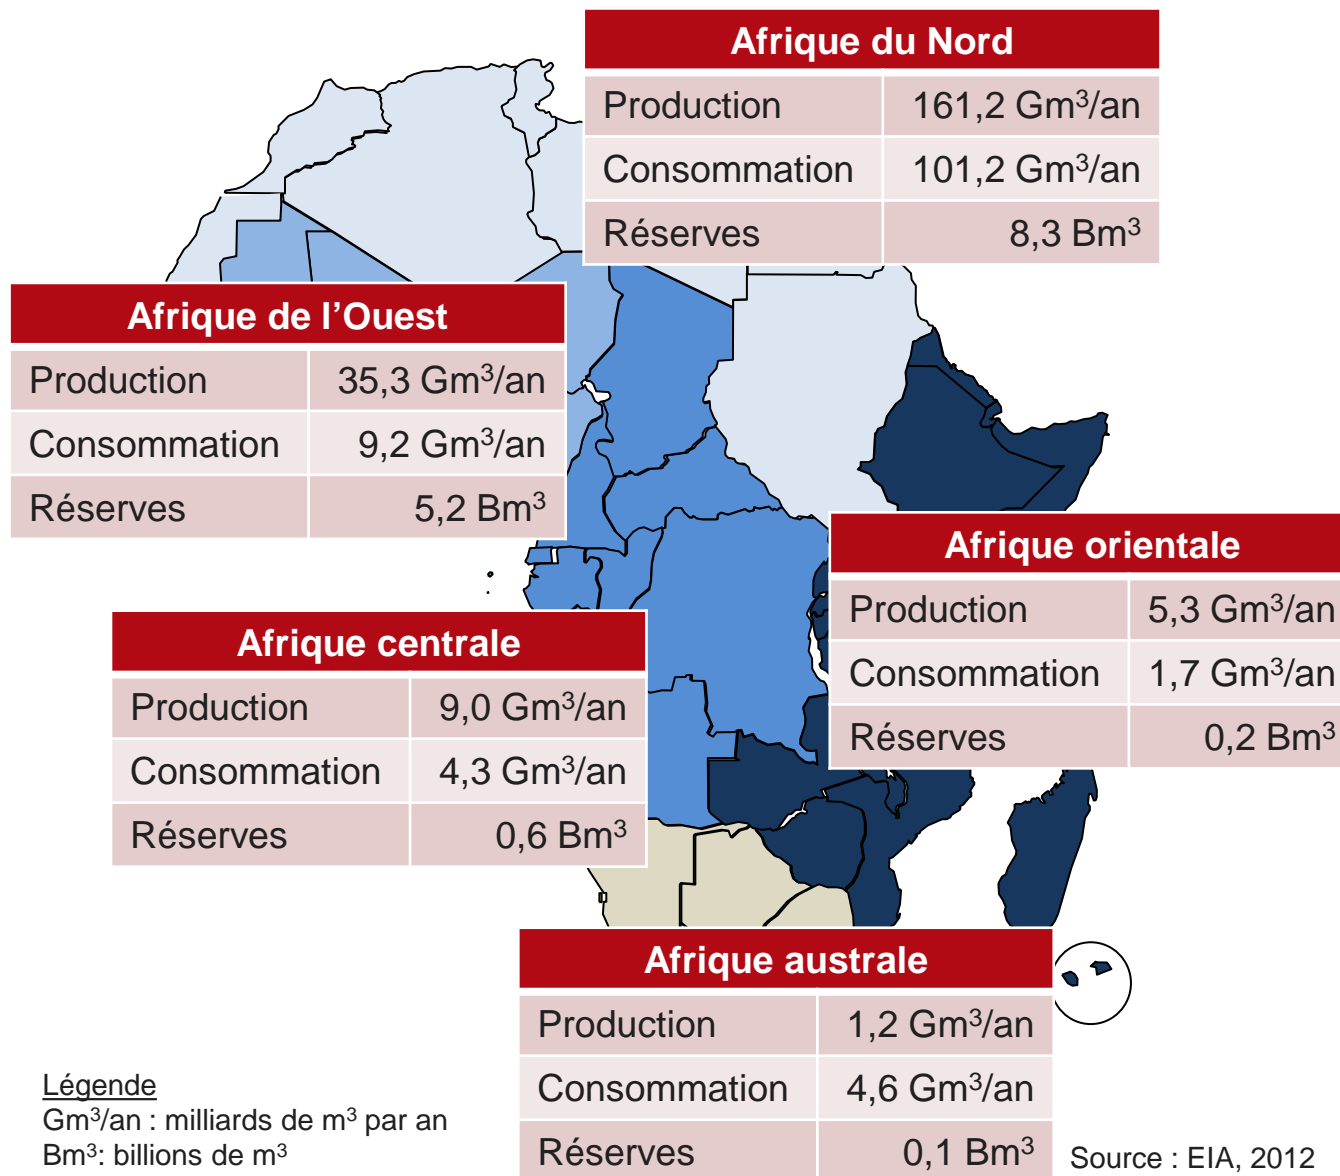 Afrique du Nord
Production 161,2 Gm³/an
Consommation 101,2 Gm³/an
Réserves 8,3 Bm³
Afrique de l’Ouest
Production 35,3 Gm³/an
Consommation 9,2 Gm³/an
Réserves 5,2 Bm³
Afrique orientale
Production 5,3 Gm³/an
Consommation 1,7 Gm³/an
Réserves 0,2 Bm³
Afrique centrale
Production 9,0 Gm³/an
Consommation 4,3 Gm³/an
Réserves 0,6 Bm³
Afrique australe
Production 1,2 Gm³/an
Consommation 4,6 Gm³/an
Réserves 0,1 Bm³
Légende
Gm³/an : milliards de m³ par an
Bm³: billions de m³
Source : EIA, 2012